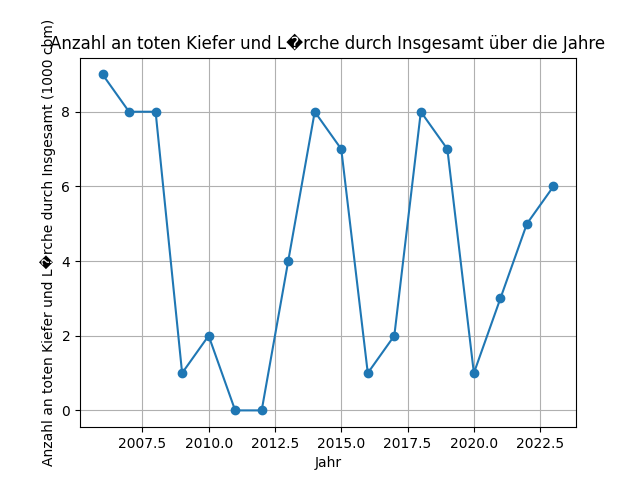 Anzahl an toten Kiefer und L�rche durch Insgesamt über die Jahre
Anzahl an toten Kiefer und L�rche durch Insgesamt (1000 cbm)
8
6
4
2
0
2007.5 2010.0 2012.5 2015.0 2017.5 2020.0 2022.5
Jahr